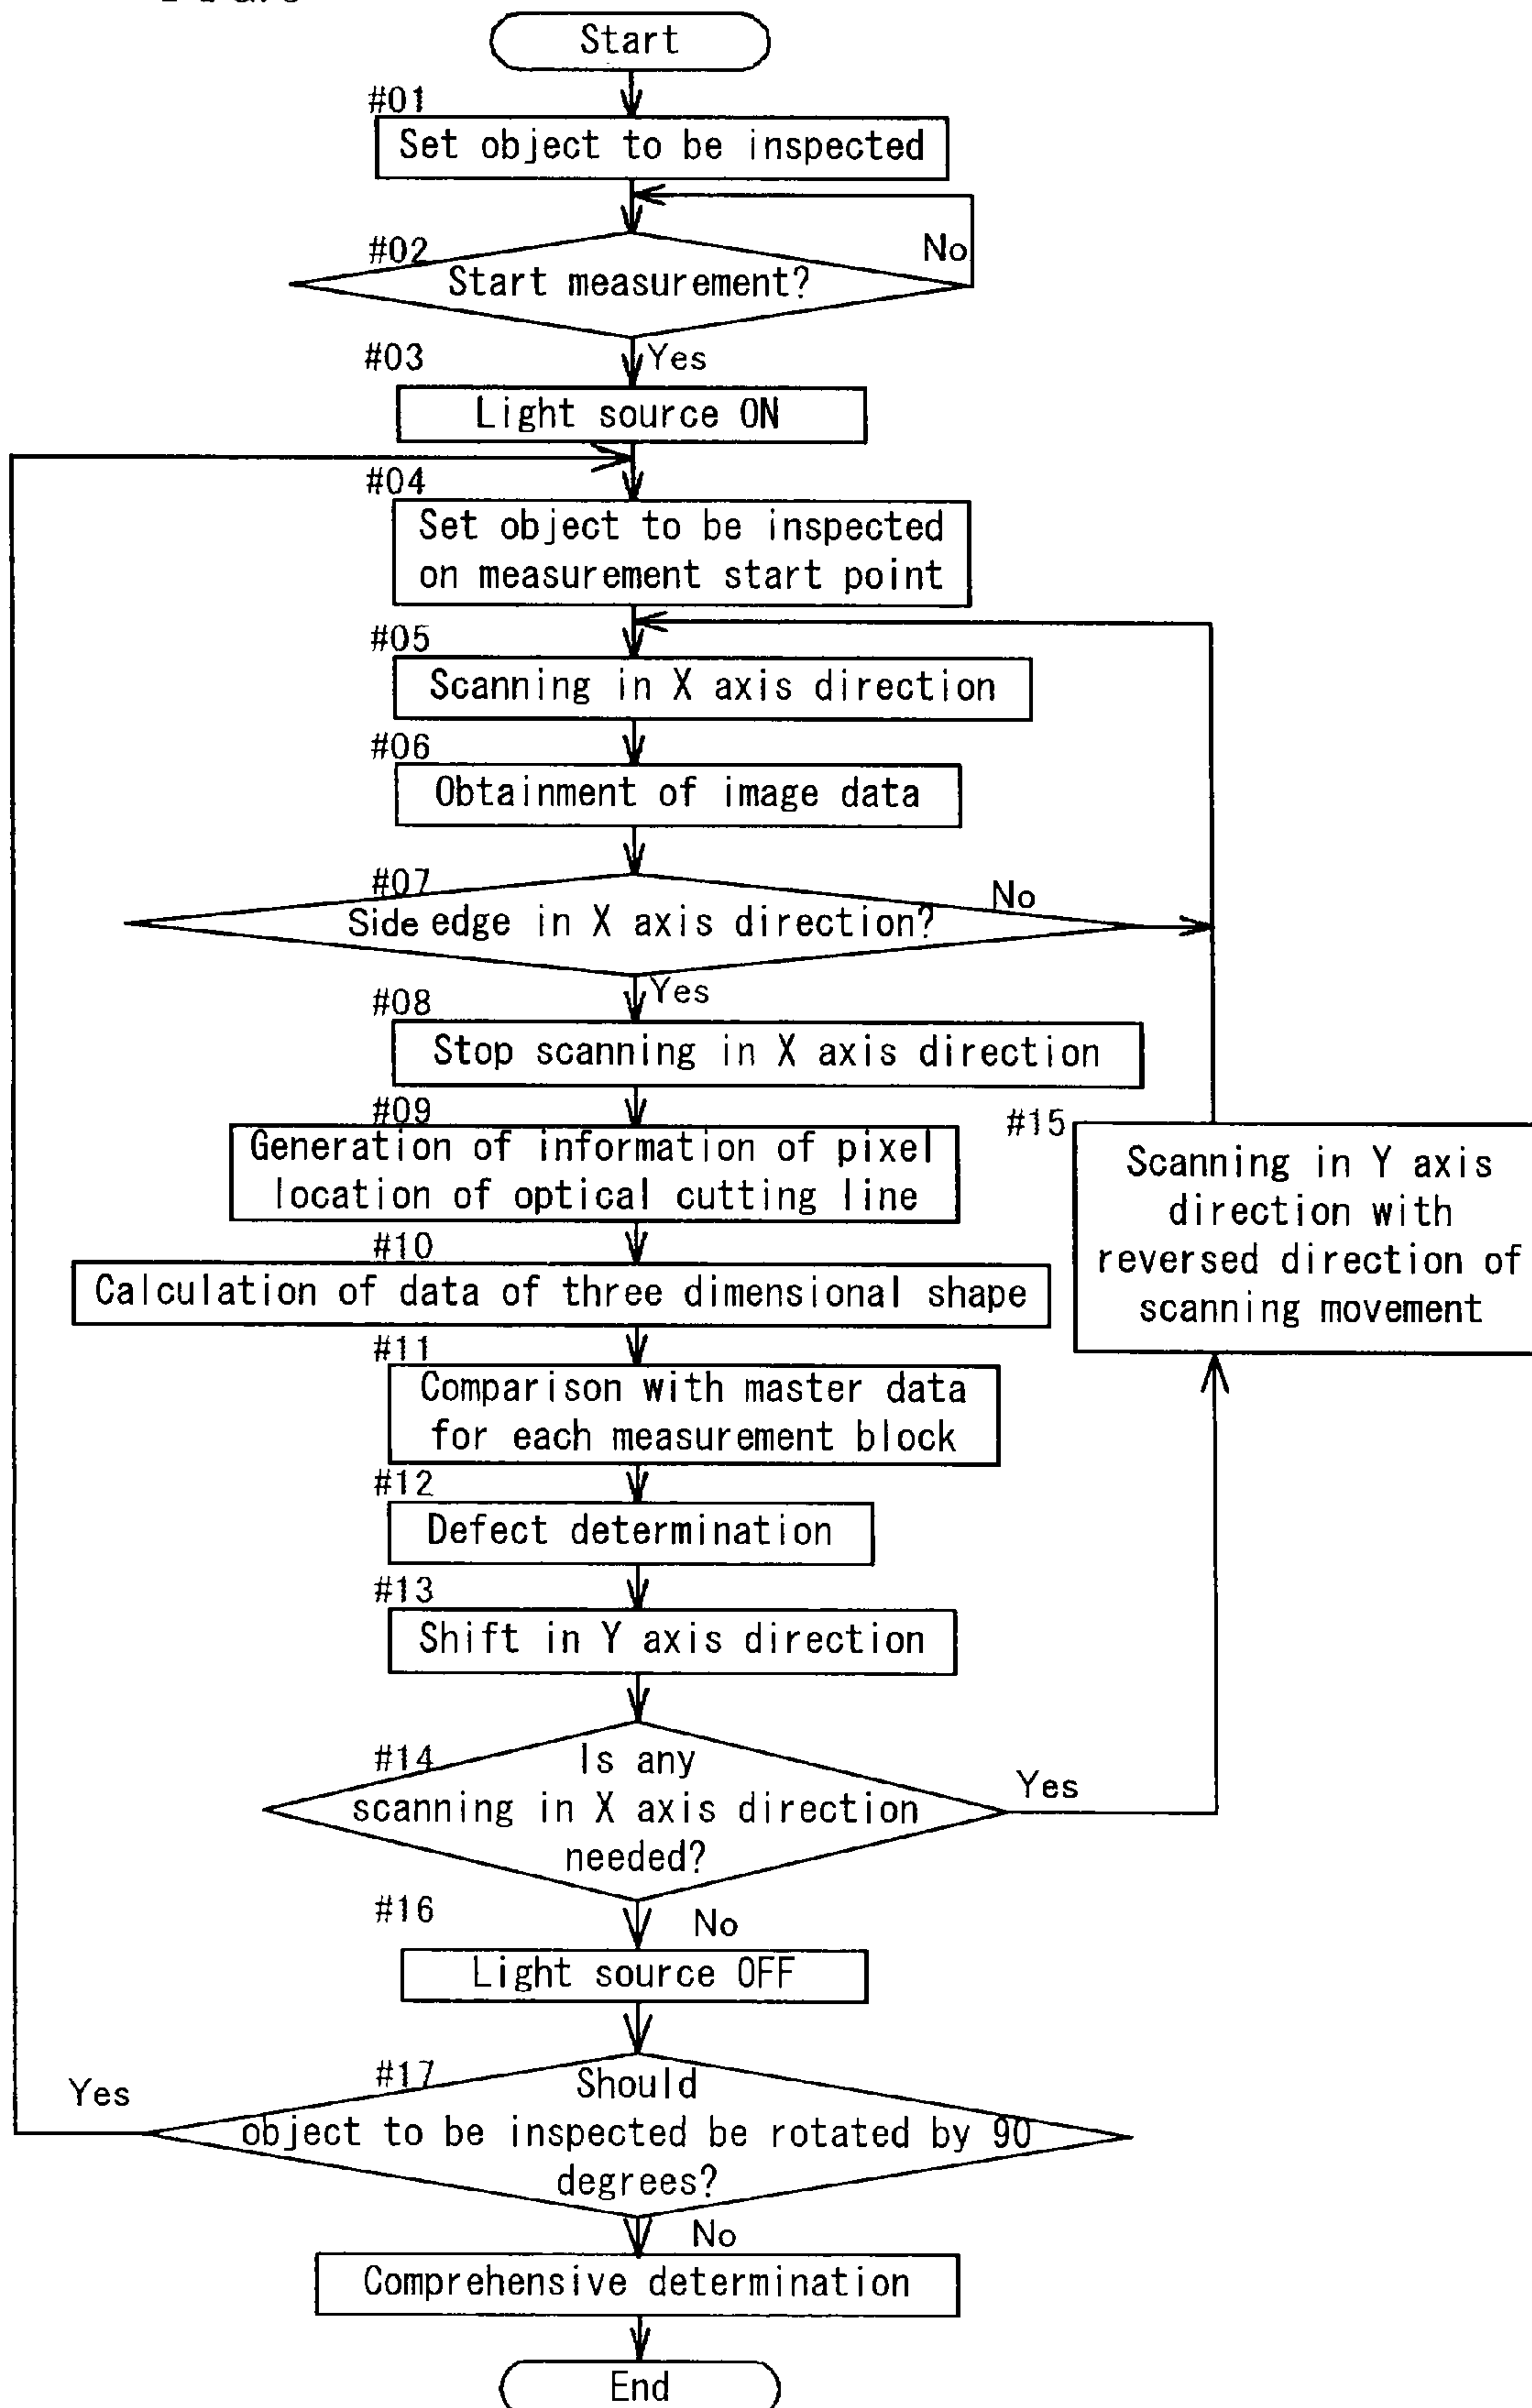 Start
#01
Set object to be inspected
#02
No
Start measurement?
#03
Yes
Light source ON
#04
Set object to be inspected
on measurement start point
#05
Scanning in X axis direction
#06
Obtainment of image data
#07
No
Side edge in X axis direction?
Yes
#08
Stop scanning in X axis direction
#09
Generation of information of pixel
location of optical cutting line
#15
Scanning in Y axis
direction with
reversed direction of
scanning movement
#10
Calculation of data of three dimensional shape
#11
Comparison with master data
for each measurement block
#12
Defect determination
#13
Shift in Y axis direction
#14
Is any
scanning in X axis direction
needed?
Yes
#16
No
Light source OFF
#17
Yes
Should
object to be inspected be rotated by 90
degrees?
No
Comprehensive determination
End